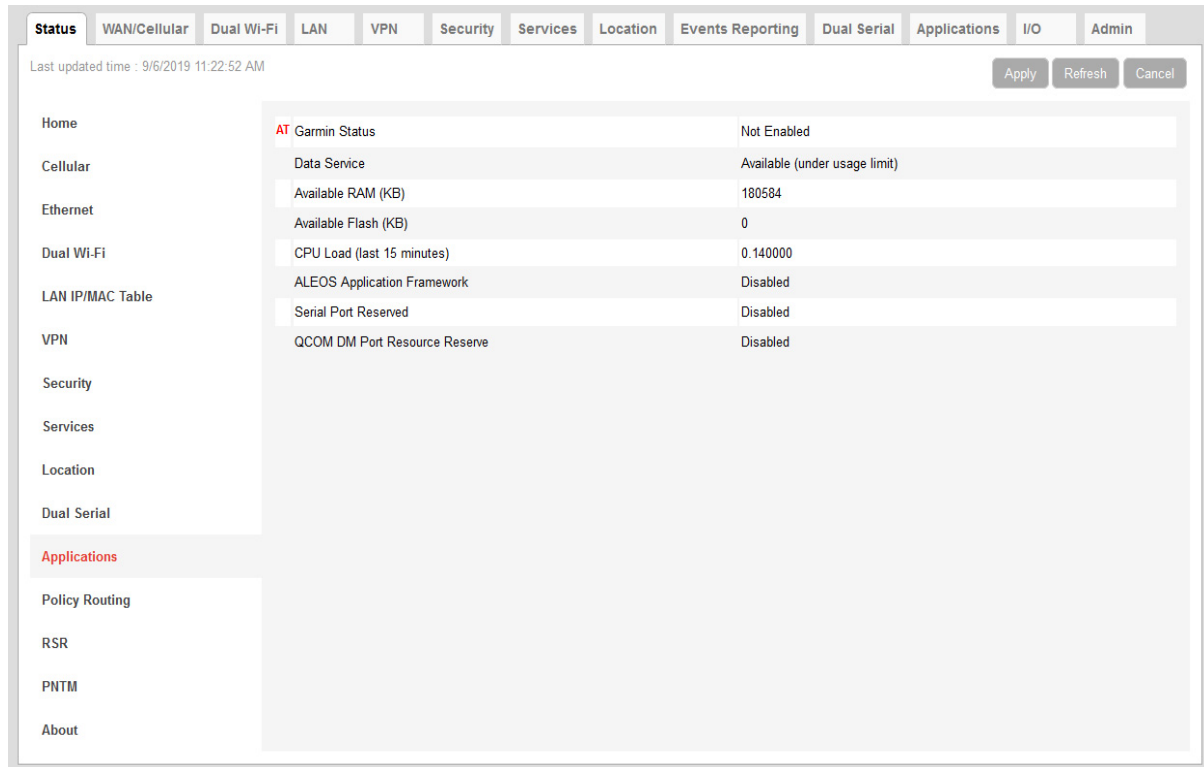 Status WAN/Cellular Dual Wi-Fi LAN VPN Security Services Location Events Reporting Dual Serial Applications I/O Admin
Last updated time : 9/6/2019 11:22:52 AM
Apply Refresh Cancel
Home
Cellular
Ethernet
Dual Wi-Fi
LAN IP/MAC Table
VPN
Security
Services
Location
Dual Serial
Applications
Policy Routing
RSR
PNTM
About
AT Garmin Status Not Enabled
Data Service Available (under usage limit)
Available RAM (KB) 180584
Available Flash (KB) 0
CPU Load (last 15 minutes) 0.140000
ALEOS Application Framework Disabled
Serial Port Reserved Disabled
QCOM DM Port Resource Reserve Disabled